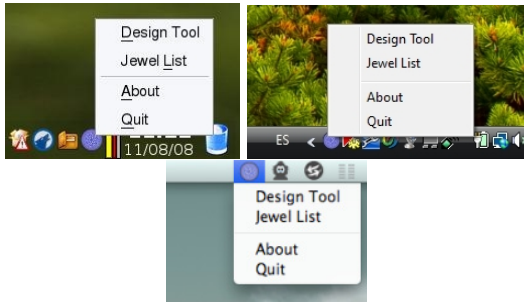 Design Tool
Jewel List
About
Quit
11/08/08
Design Tool
Jewel List
About
Quit
ES
Design Tool
Jewel List
About
Quit